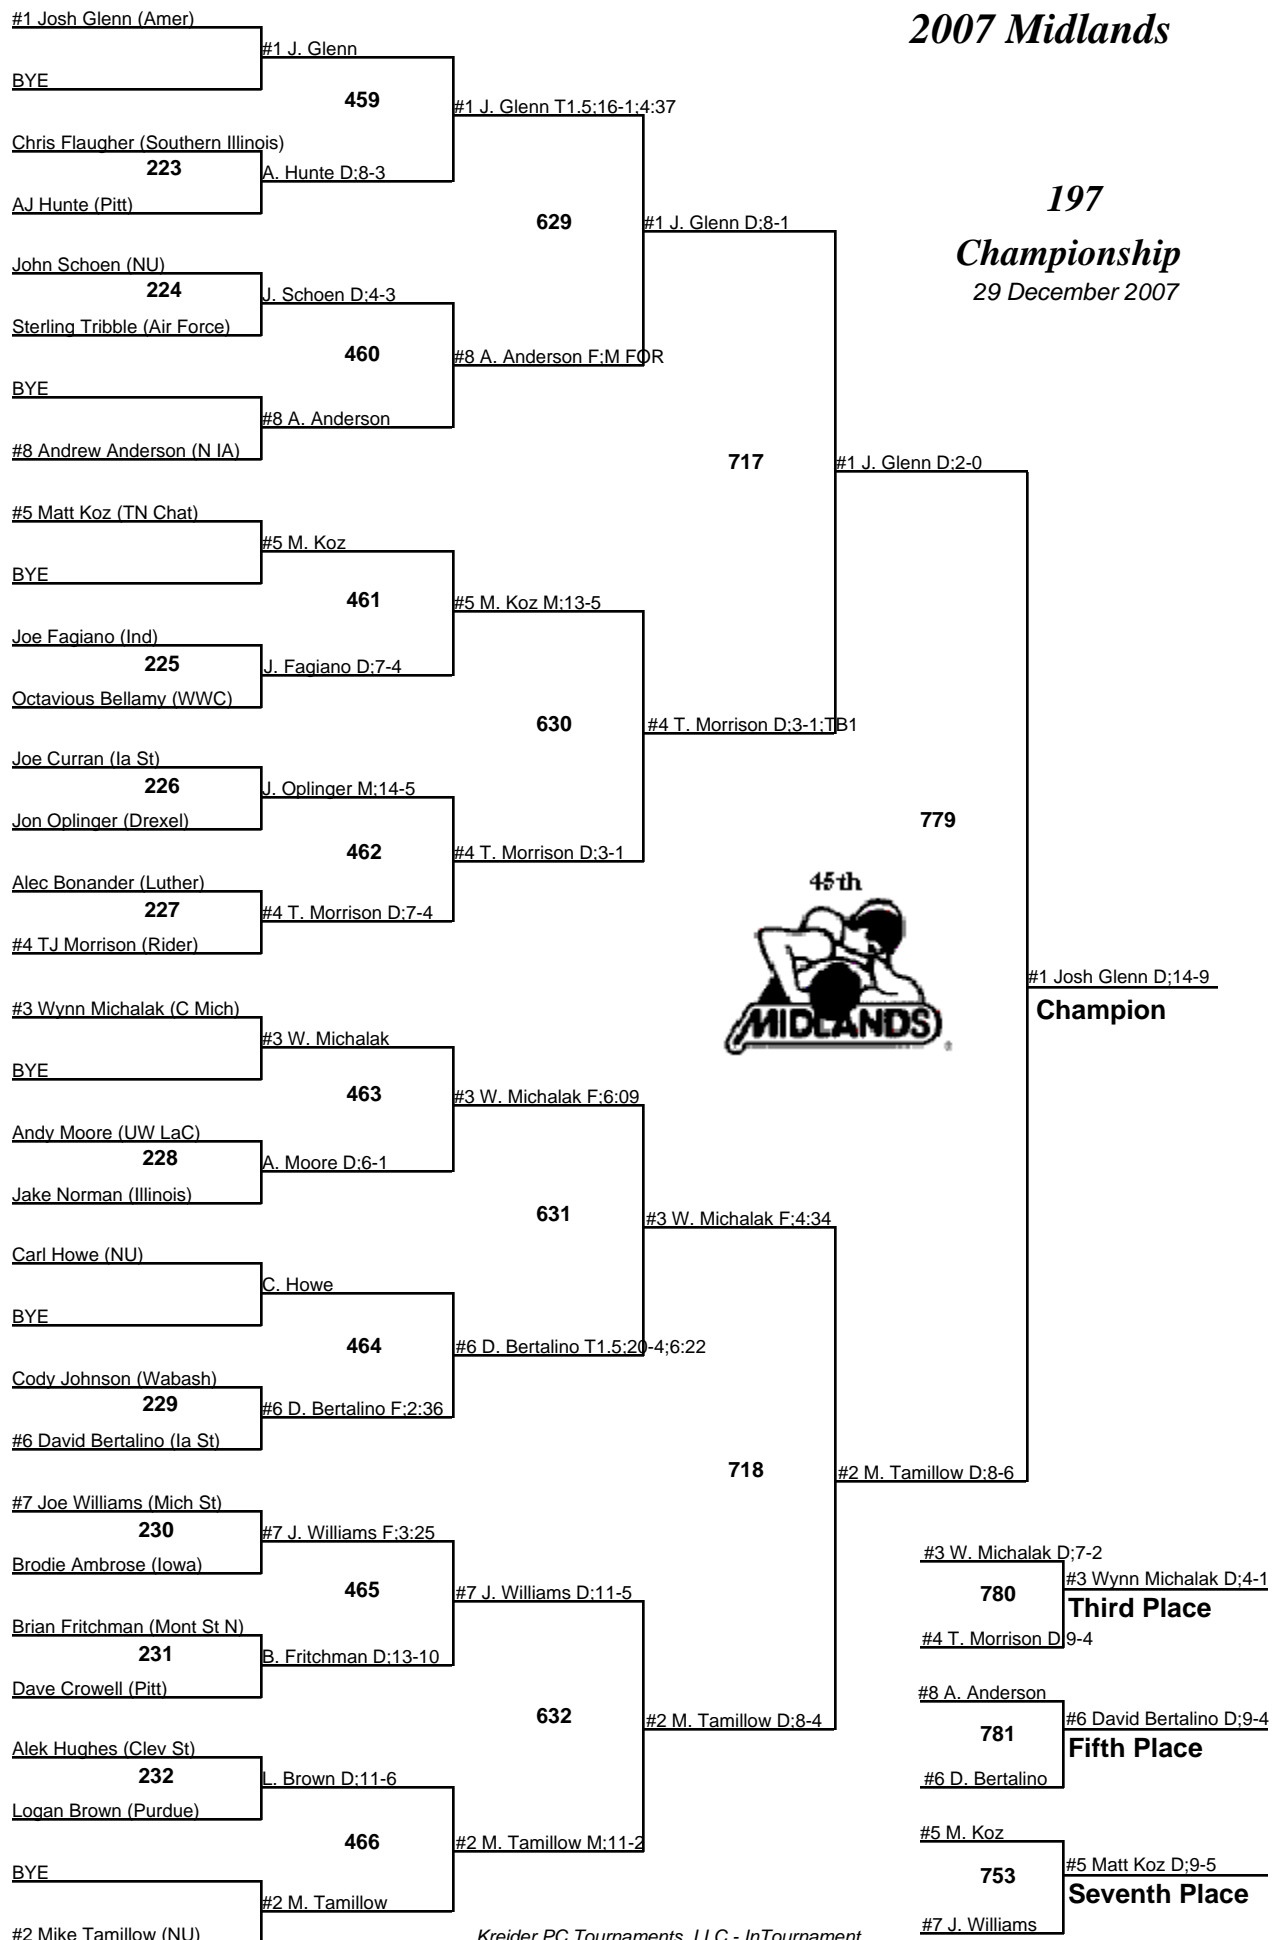 2007 Midlands
197
Championship
29 December 2007
#1 Josh Glenn (Amer)
BYE
Chris Flaugher (Southern Illinois)
223
AJ Hunte (Pitt)
John Schoen (NU)
224
Sterling Tribble (Air Force)
BYE
#8 Andrew Anderson (N IA)
#5 Matt Koz (TN Chat)
BYE
Joe Fagiano (Ind)
225
Octavious Bellamy (WWC)
Joe Curran (Ia St)
226
Jon Oplinger (Drexel)
Alec Bonander (Luther)
227
#4 TJ Morrison (Rider)
#3 Wynn Michalak (C Mich)
BYE
Andy Moore (UW LaC)
228
Jake Norman (Illinois)
Carl Howe (NU)
BYE
Cody Johnson (Wabash)
229
#6 David Bertalino (Ia St)
#7 Joe Williams (Mich St)
230
Brodie Ambrose (Iowa)
Brian Fritchman (Mont St N)
231
Dave Crowell (Pitt)
Alek Hughes (Clev St)
232
Logan Brown (Purdue)
BYE
#2 Mike Tamillow (NU)
#1 J. Glenn
459
A. Hunte D;8-3
J. Schoen D;4-3
460
#8 A. Anderson
#5 M. Koz
461
J. Fagiano D;7-4
J. Oplinger M;14-5
462
#4 T. Morrison D;7-4
#3 W. Michalak
463
A. Moore D;6-1
C. Howe
464
#6 D. Bertalino F;2:36
#7 J. Williams F;3:25
465
B. Fritchman D;13-10
L. Brown D;11-6
466
#2 M. Tamillow
#1 J. Glenn T1.5;16-1;4:37
629
#8 A. Anderson F;M FOR
#5 M. Koz M;13-5
630
#4 T. Morrison D;3-1
#3 W. Michalak F;6:09
631
#6 D. Bertalino T1.5;20-4;6:22
#7 J. Williams D;11-5
632
#2 M. Tamillow M;11-2
#1 J. Glenn D;8-1
717
#4 T. Morrison D;3-1;TB1
#3 W. Michalak F;4:34
718
#2 M. Tamillow D;8-4
#1 J. Glenn D;2-0
779
#2 M. Tamillow D;8-6
45th
MIDLANDS
®
#1 Josh Glenn D;14-9
Champion
#3 W. Michalak D;7-2
780
#4 T. Morrison D;9-4
#3 Wynn Michalak D;4-1
Third Place
#8 A. Anderson
781
#6 D. Bertalino
#6 David Bertalino D;9-4
Fifth Place
#5 M. Koz
753
#7 J. Williams
#5 Matt Koz D;9-5
Seventh Place
Kreider PC Tournaments, LLC - InTournament